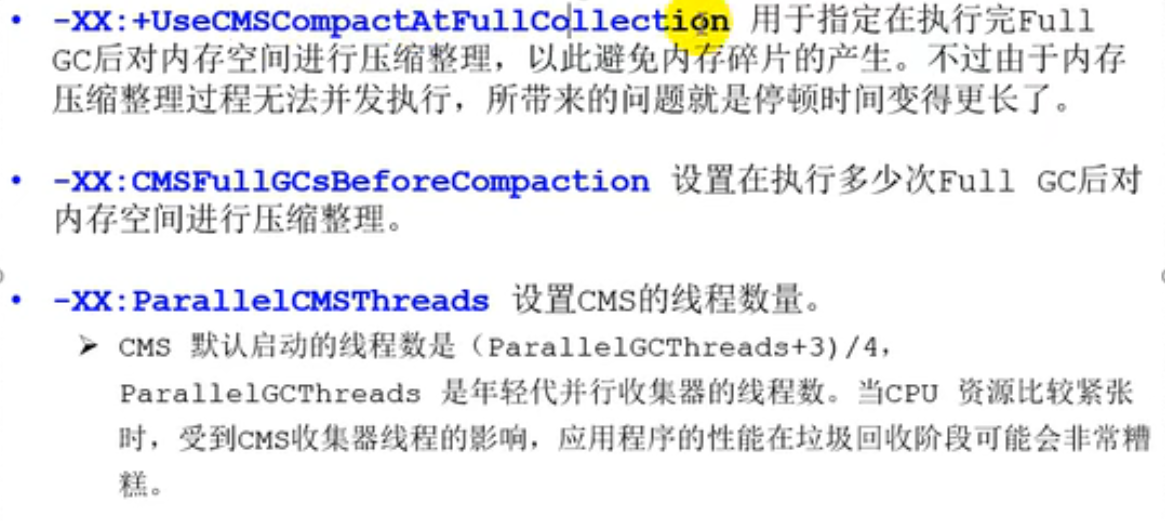 • -XX:+UseCMSCompactAtFullCollection 用于指定在执行完Full
GC后对内存空间进行压缩整理，以此避免内存碎片的产生。不过由于内存
压缩整理过程无法并发执行，所带来的问题就是停顿时间变得更长了。
• -XX:CMSFullGCsBeforeCompaction 设置在执行多少次Full GC后对
内存空间进行压缩整理。
• -XX:ParallelCMSThreads 设置CMS的线程数量。
➢ CMS 默认启动的线程数是（ParallelGCThreads+3)/4，
ParallelGCThreads 是年轻代并行收集器的线程数。当CPU 资源比较紧张
时，受到CMS收集器线程的影响，应用程序的性能在垃圾回收阶段可能会非常糟
糕。